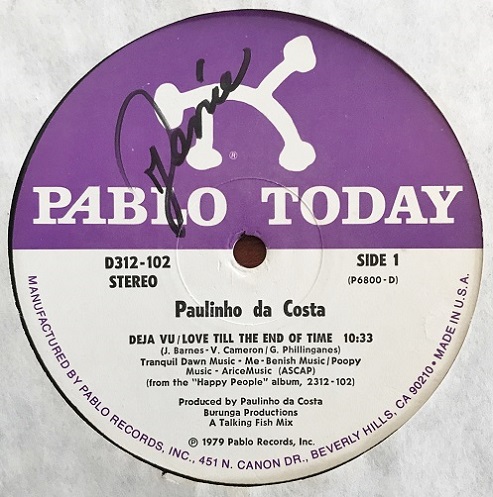 Janice
®
PABLO TODAY
D312-102
STEREO
SIDE 1
(P6800-D)
Paulinho da Costa
DEJA VU/LOVE TILL THE END OF TIME 10:33
(J. Barnes-V. Cameron/G. Phillinganes)
Tranquil Dawn Music - Me-Benish Music/Poopy
Music - AriceMusic (ASCAP)
(from the "Happy People" album, 2312-102)
Produced by Paulinho da Costa
Burunga Productions
A Talking Fish Mix
℗ 1979 Pablo Records, Inc.
MANUFACTURED BY PABLO RECORDS, INC., 451 N. CANON DR., BEVERLY HILLS, CA 90210 • MADE IN U.S.A.